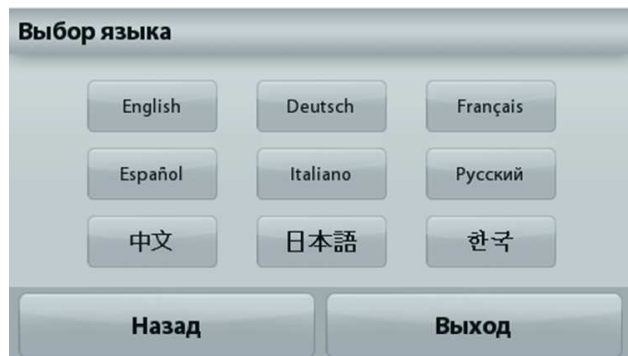 Выбор языка
English Deutsch Français
Español Italiano Русский
中文 日本語 한국
Назад Выход